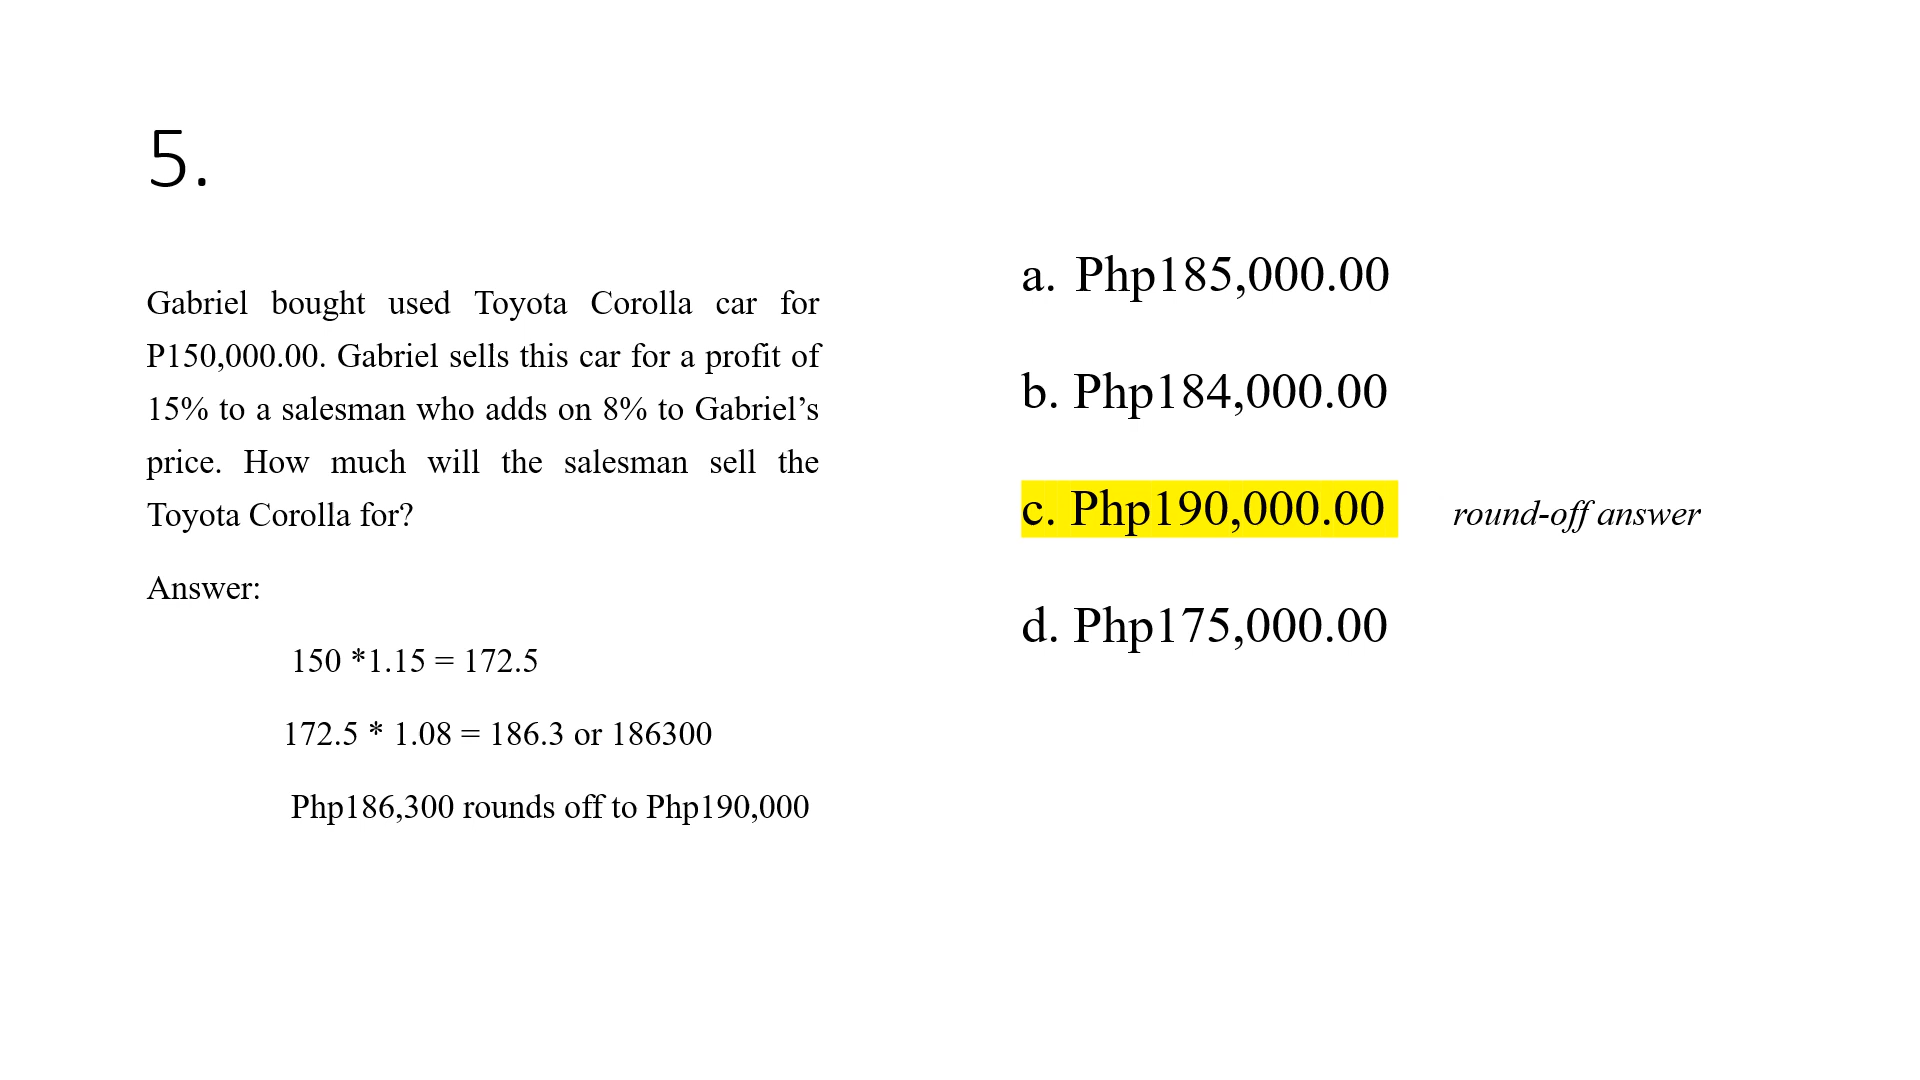 5.
Gabriel bought used Toyota Corolla car for
P150,000.00. Gabriel sells this car for a profit of
15% to a salesman who adds on 8% to Gabriel’s
price. How much will the salesman sell the
Toyota Corolla for?
Answer:
150 *1.15 = 172.5
172.5 * 1.08 = 186.3 or 186300
Php186,300 rounds off to Php190,000
a. Php185,000.00
b. Php184,000.00
c. Php190,000.00 round-off answer
d. Php175,000.00